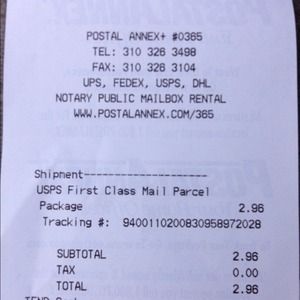 POSTAL ANNEX+ #0365
TEL: 310 326 3498
FAX: 310 326 3104
UPS, FEDEX, USPS, DHL
NOTARY PUBLIC MAILBOX RENTAL
WWW.POSTALANNEX.COM/365
Shipment--------------------
USPS First Class Mail Parcel
Package 2.96
Tracking #: 9400110200830958972028
SUBTOTAL 2.96
TAX 0.00
TOTAL 2.96